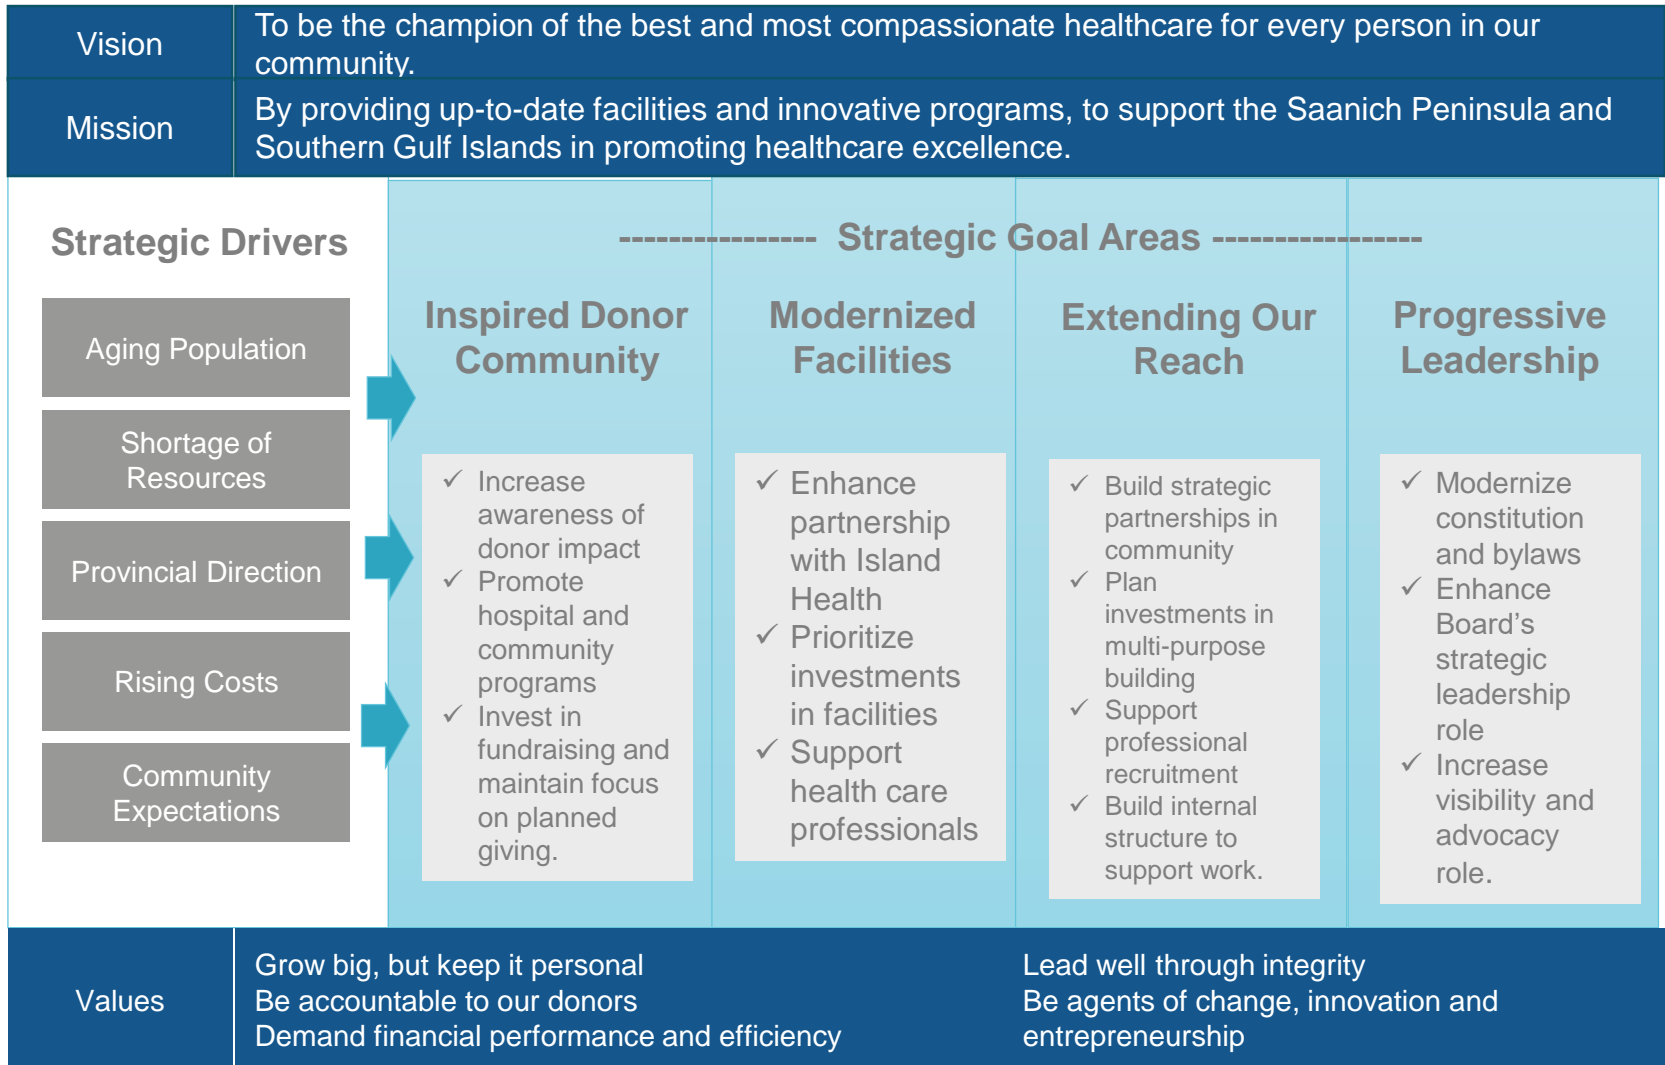 Vision
To be the champion of the best and most compassionate healthcare for every person in our
community.
Mission
By providing up-to-date facilities and innovative programs, to support the Saanich Peninsula and
Southern Gulf Islands in promoting healthcare excellence.
Strategic Drivers
Aging Population
Shortage of
Resources
Provincial Direction
Rising Costs
Community
Expectations
---------------- Strategic Goal Areas -----------------
Inspired Donor
Community
✓ Increase
awareness of
donor impact
✓ Promote
hospital and
community
programs
✓ Invest in
fundraising and
maintain focus
on planned
giving.
Modernized
Facilities
✓ Enhance
partnership
with Island
Health
✓ Prioritize
investments
in facilities
✓ Support
health care
professionals
Extending Our
Reach
✓ Build strategic
partnerships in
community
✓ Plan
investments in
multi-purpose
building
✓ Support
professional
recruitment
✓ Build internal
structure to
support work.
Progressive
Leadership
✓ Modernize
constitution
and bylaws
✓ Enhance
Board’s
strategic
leadership
role
✓ Increase
visibility and
advocacy
role.
Values
Grow big, but keep it personal
Be accountable to our donors
Demand financial performance and efficiency
Lead well through integrity
Be agents of change, innovation and
entrepreneurship